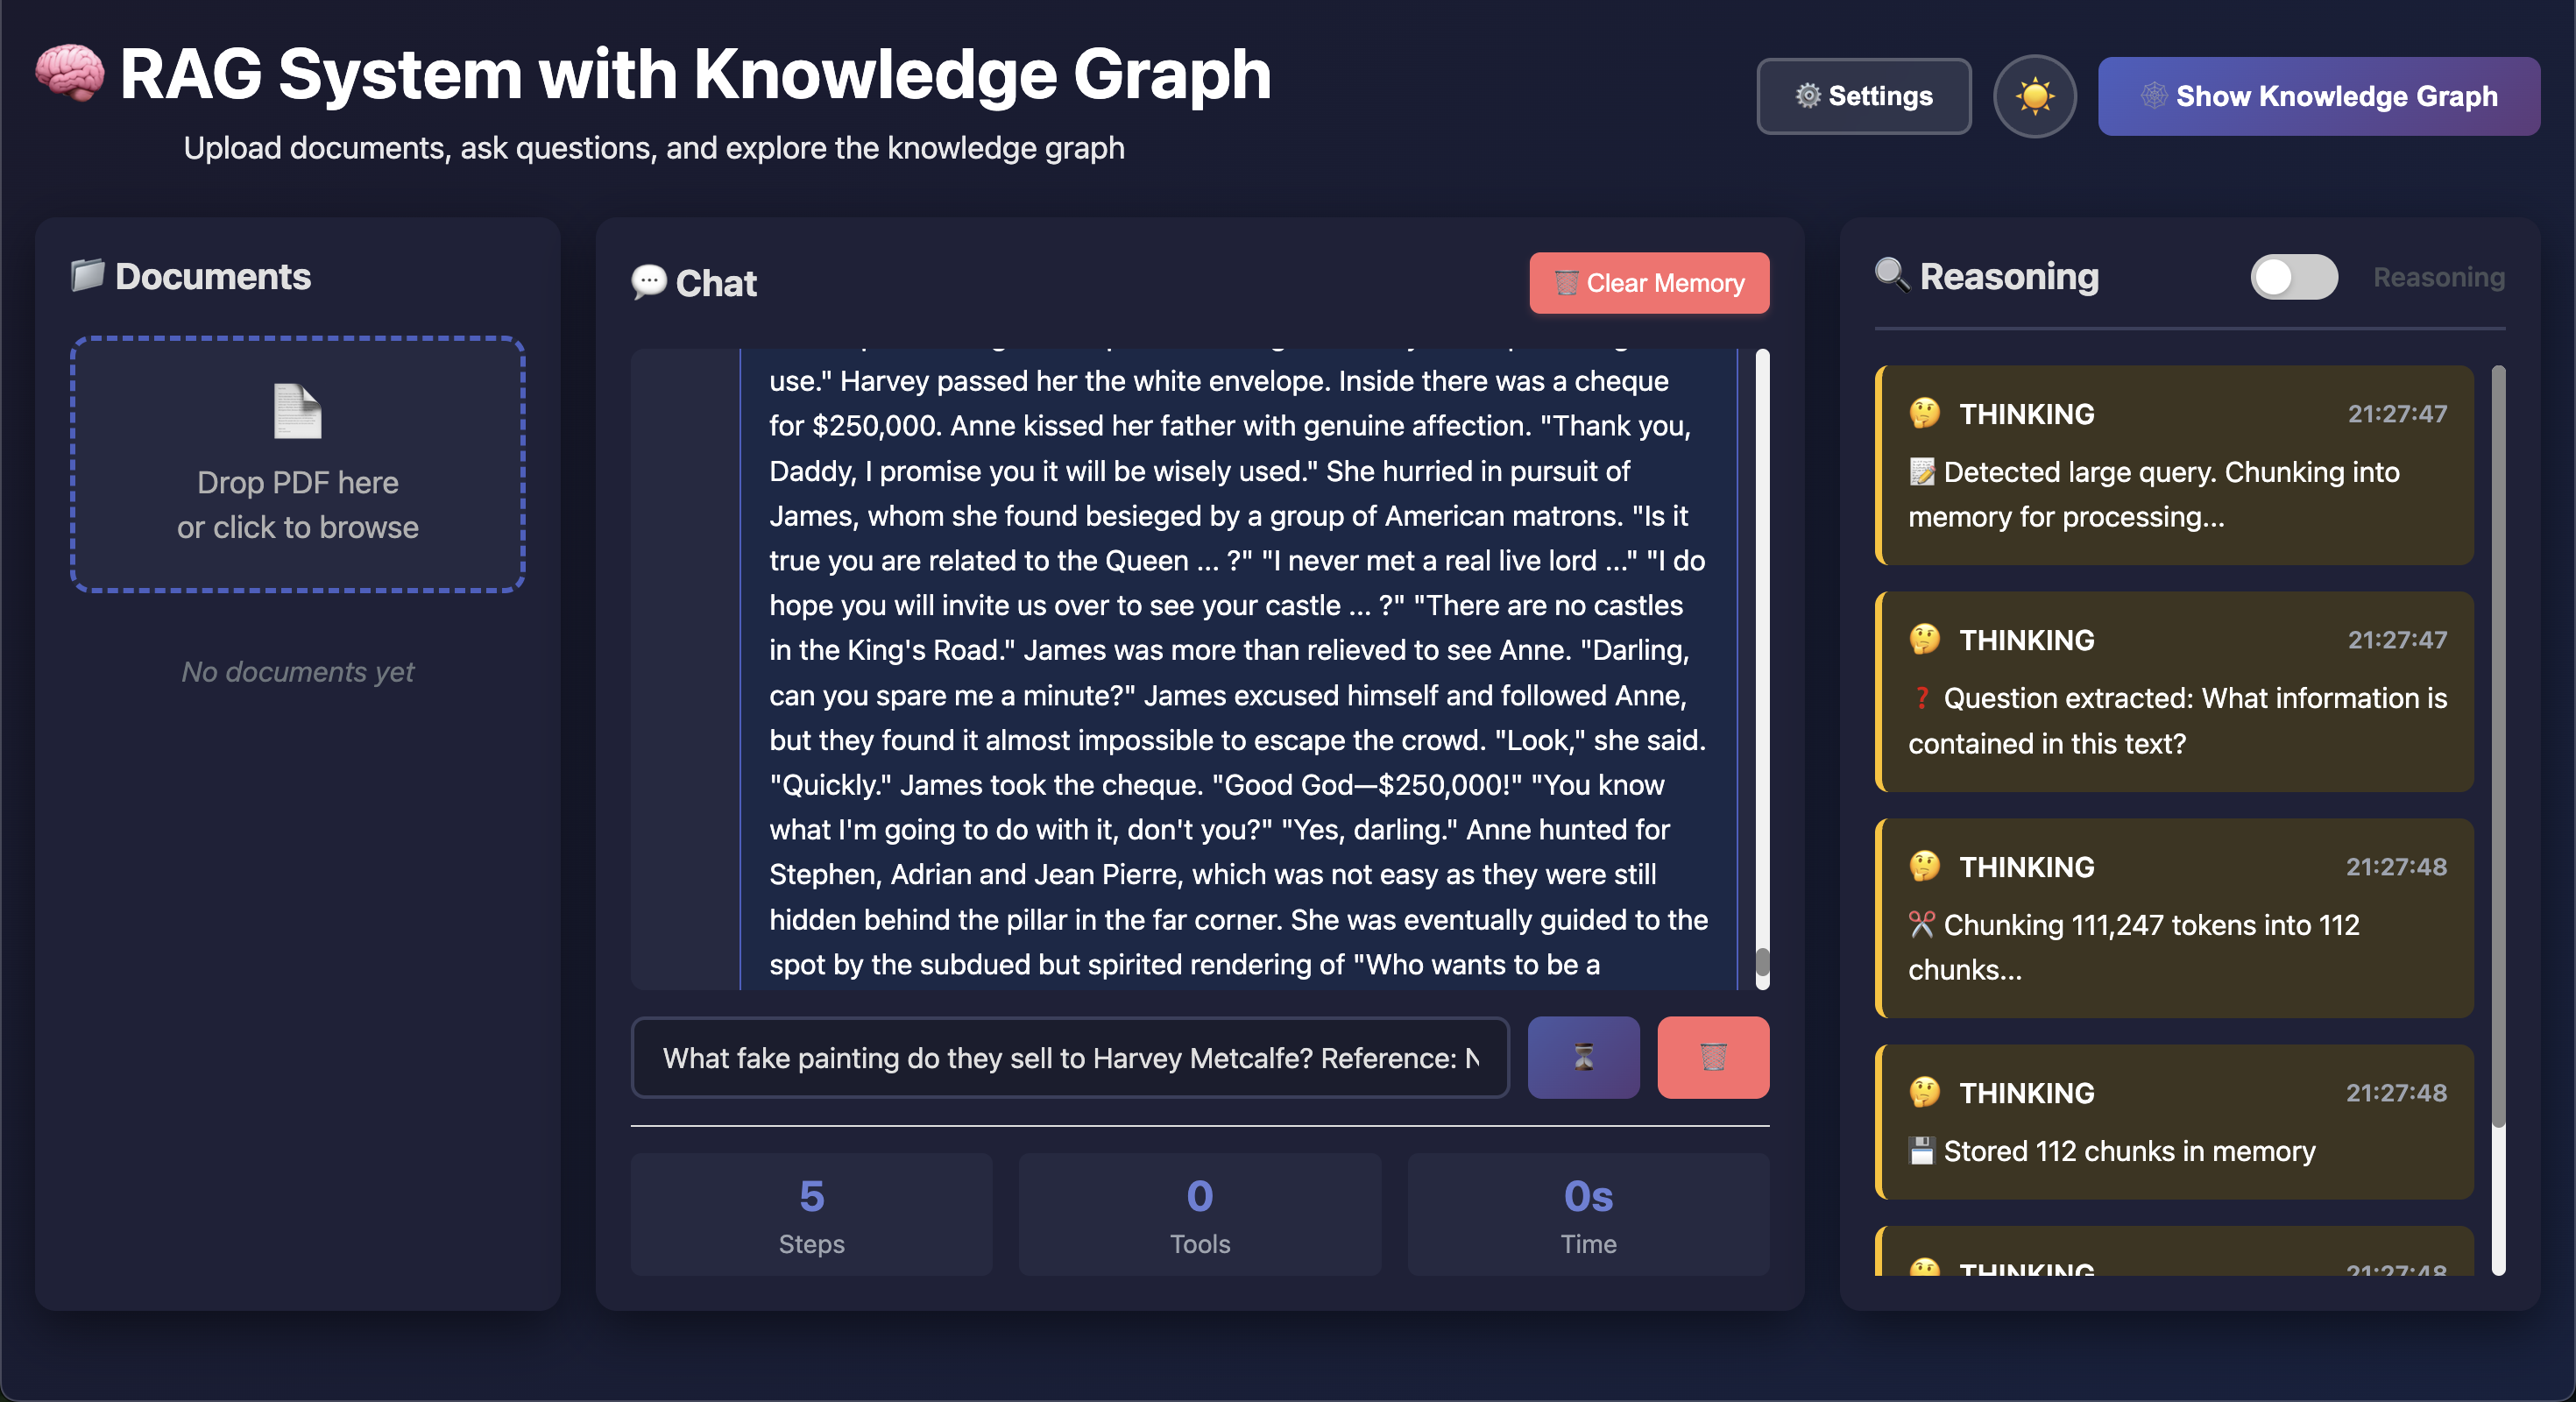 🧠 RAG System with Knowledge Graph
Upload documents, ask questions, and explore the knowledge graph
⚙️ Settings
☀️
🕸️ Show Knowledge Graph
📁 Documents
Drop PDF here
or click to browse
No documents yet
💬 Chat
🗑️ Clear Memory
use." Harvey passed her the white envelope. Inside there was a cheque
for $250,000. Anne kissed her father with genuine affection. "Thank you,
Daddy, I promise you it will be wisely used." She hurried in pursuit of
James, whom she found besieged by a group of American matrons. "Is it
true you are related to the Queen ... ?" "I never met a real live lord ..." "I do
hope you will invite us over to see your castle ... ?" "There are no castles
in the King's Road." James was more than relieved to see Anne. "Darling,
can you spare me a minute?" James excused himself and followed Anne,
but they found it almost impossible to escape the crowd. "Look," she said.
"Quickly." James took the cheque. "Good God—$250,000!" "You know
what I'm going to do with it, don't you?" "Yes, darling." Anne hunted for
Stephen, Adrian and Jean Pierre, which was not easy as they were still
hidden behind the pillar in the far corner. She was eventually guided to the
spot by the subdued but spirited rendering of "Who wants to be a
What fake painting do they sell to Harvey Metcalfe? Reference: N
⏳
🗑️
5
Steps
0
Tools
0s
Time
🔍 Reasoning
Reasoning
🤔 THINKING 21:27:47
📝 Detected large query. Chunking into
memory for processing...
🤔 THINKING 21:27:47
❓ Question extracted: What information is
contained in this text?
🤔 THINKING 21:27:48
✂️ Chunking 111,247 tokens into 112
chunks...
🤔 THINKING 21:27:48
💾 Stored 112 chunks in memory
🤔 THINKING 21:27:48